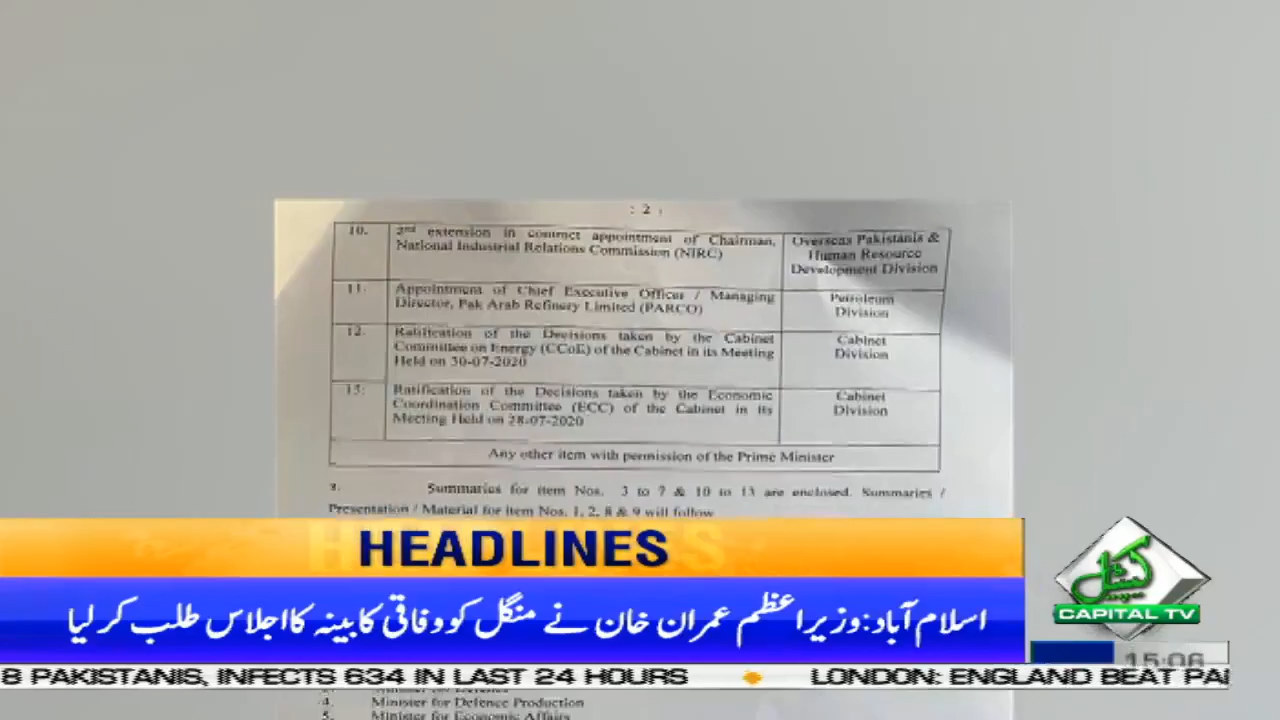 : 2 :
10. 2nd extension in contract appointment of Chairman, National Industrial Relations Commission (NIRC) Overseas Pakistanis & Human Resource Development Division
11. Appointment of Chief Executive Officer / Managing Director, Pak Arab Refinery Limited (PARCO) Petroleum Division
12. Ratification of the Decisions taken by the Cabinet Committee on Energy (CCoE) of the Cabinet in its Meeting Held on 30-07-2020 Cabinet Division
13. Ratification of the Decisions taken by the Economic Coordination Committee (ECC) of the Cabinet in its Meeting Held on 28-07-2020 Cabinet Division
Any other item with permission of the Prime Minister
Summaries for item Nos. 3 to 7 & 10 to 13 are enclosed. Summaries /
Presentation / Material for item Nos. 1, 2, 8 & 9 will follow
HEADLINES
اسلام آباد: وزیراعظم عمران خان نے منگل کو وفاقی کابینہ کا اجلاس طلب کر لیا
کیپیٹل
CAPITAL TV
15:06
8 PAKISTANIS, INFECTS 634 IN LAST 24 HOURS
LONDON: ENGLAND BEAT PAI
4. Minister for Defence Production
5. Minister for Economic Affairs